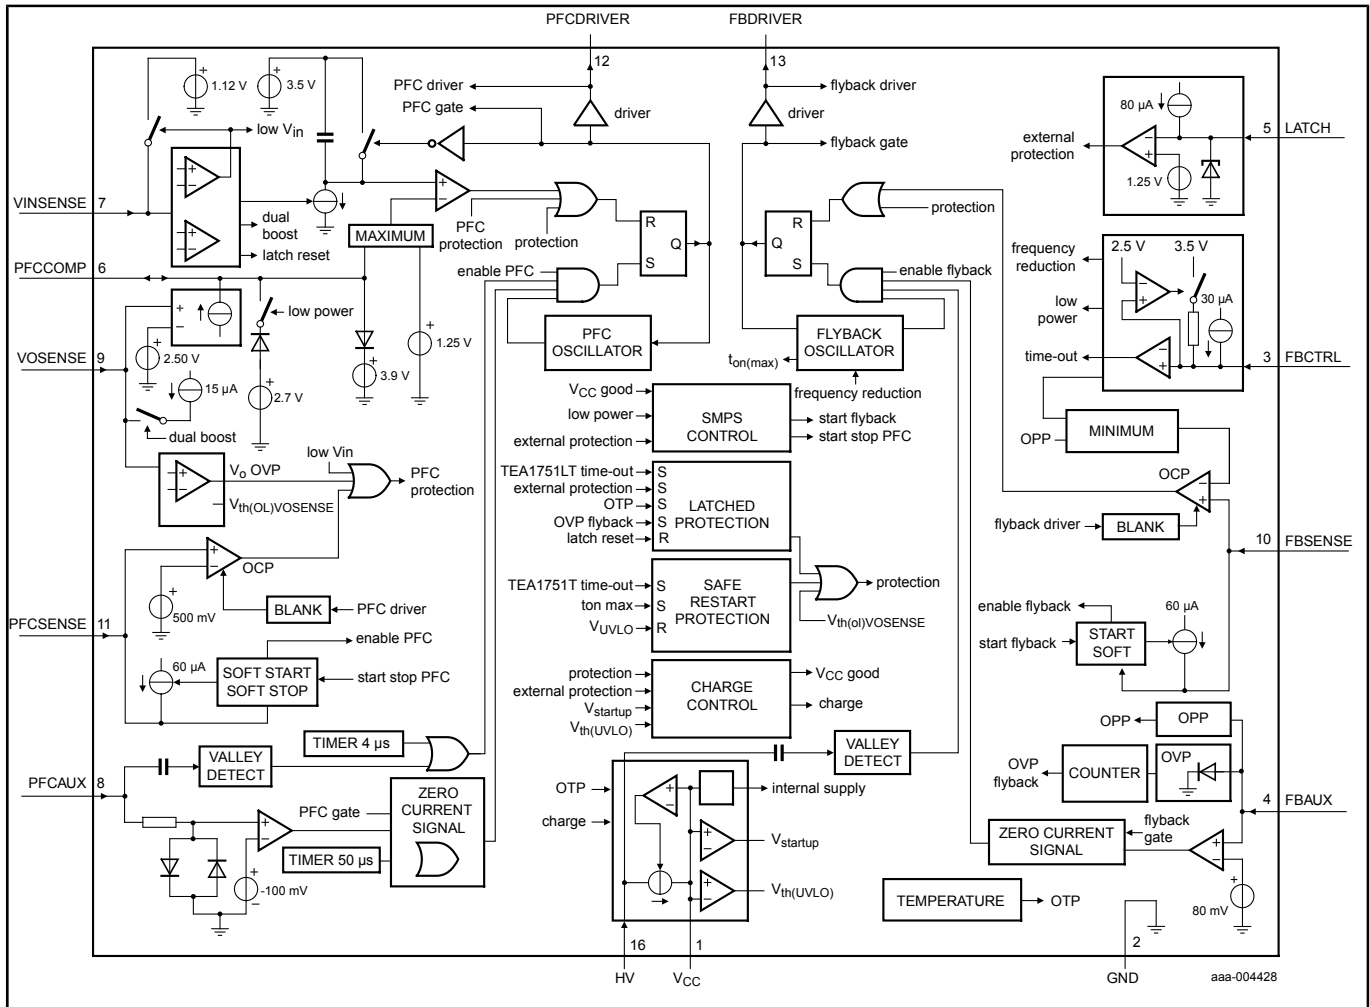 PFCDRIVER
FBDRIVER
12
13
1.12 V
3.5 V
PFC driver
PFC gate
driver
driver
flyback driver
flyback gate
low Vin
80 µA
5 LATCH
external
protection
1.25 V
VINSENSE 7
dual
boost
latch reset
MAXIMUM
PFC
protection
protection
R
Q
S
R
Q
S
protection
enable PFC
enable flyback
frequency
reduction
2.5 V
3.5 V
low
power
30 µA
time-out
3 FBCTRL
PFCCOMP 6
low power
VOSENSE 9
2.50 V
15 µA
2.7 V
3.9 V
1.25 V
dual boost
PFC
OSCILLATOR
FLYBACK
OSCILLATOR
ton(max)
frequency reduction
VCC good
low power
external protection
SMPS
CONTROL
start flyback
start stop PFC
OPP
MINIMUM
Vo OVP
Vth(OL)VOSENSE
low Vin
PFC
protection
TEA1751LT time-out
external protection
OTP
OVP flyback
latch reset
S
S
S
S
R
LATCHED
PROTECTION
OCP
flyback driver
BLANK
10 FBSENSE
OCP
500 mV
BLANK
PFC driver
PFCSENSE 11
TEA1751T time-out
ton max
VUVLO
S
S
R
SAFE
RESTART
PROTECTION
protection
Vth(ol)VOSENSE
enable flyback
start flyback
START
SOFT
60 µA
enable PFC
60 µA
SOFT START
SOFT STOP
start stop PFC
protection
external protection
Vstartup
Vth(UVLO)
CHARGE
CONTROL
VCC good
charge
OPP
OPP
TIMER 4 µs
VALLEY
DETECT
VALLEY
DETECT
OVP
flyback
COUNTER
OVP
PFCAUX 8
PFC gate
ZERO
CURRENT
SIGNAL
TIMER 50 µs
-100 mV
OTP
charge
internal supply
Vstartup
Vth(UVLO)
4 FBAUX
ZERO CURRENT
SIGNAL
flyback
gate
80 mV
TEMPERATURE
OTP
16
1
2
HV
VCC
GND
aaa-004428